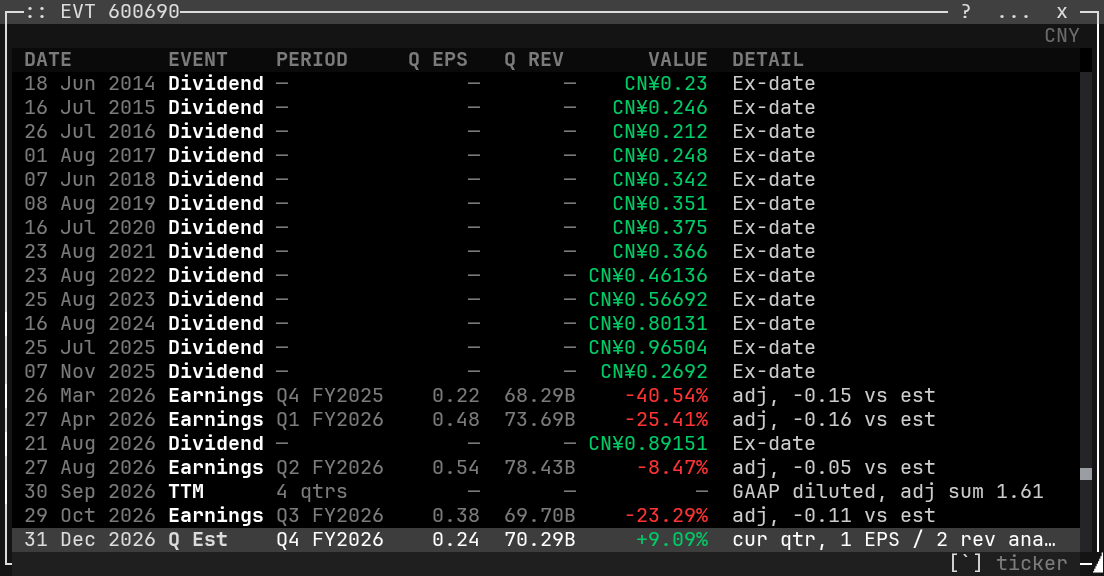 :: EVT 600690 ? ... x
CNY
DATE EVENT PERIOD Q EPS Q REV VALUE DETAIL
18 Jun 2014 Dividend — — — CN¥0.23 Ex-date
16 Jul 2015 Dividend — — — CN¥0.246 Ex-date
26 Jul 2016 Dividend — — — CN¥0.212 Ex-date
01 Aug 2017 Dividend — — — CN¥0.248 Ex-date
07 Jun 2018 Dividend — — — CN¥0.342 Ex-date
08 Aug 2019 Dividend — — — CN¥0.351 Ex-date
16 Jul 2020 Dividend — — — CN¥0.375 Ex-date
23 Aug 2021 Dividend — — — CN¥0.366 Ex-date
23 Aug 2022 Dividend — — — CN¥0.46136 Ex-date
25 Aug 2023 Dividend — — — CN¥0.56692 Ex-date
16 Aug 2024 Dividend — — — CN¥0.80131 Ex-date
25 Jul 2025 Dividend — — — CN¥0.96504 Ex-date
07 Nov 2025 Dividend — — — CN¥0.2692 Ex-date
26 Mar 2026 Earnings Q4 FY2025 0.22 68.29B -40.54% adj, -0.15 vs est
27 Apr 2026 Earnings Q1 FY2026 0.48 73.69B -25.41% adj, -0.16 vs est
21 Aug 2026 Dividend — — — CN¥0.89151 Ex-date
27 Aug 2026 Earnings Q2 FY2026 0.54 78.43B -8.47% adj, -0.05 vs est
30 Sep 2026 TTM 4 qtrs — — — GAAP diluted, adj sum 1.61
29 Oct 2026 Earnings Q3 FY2026 0.38 69.70B -23.29% adj, -0.11 vs est
31 Dec 2026 Q Est Q4 FY2026 0.24 70.29B +9.09% cur qtr, 1 EPS / 2 rev ana…
[`] ticker